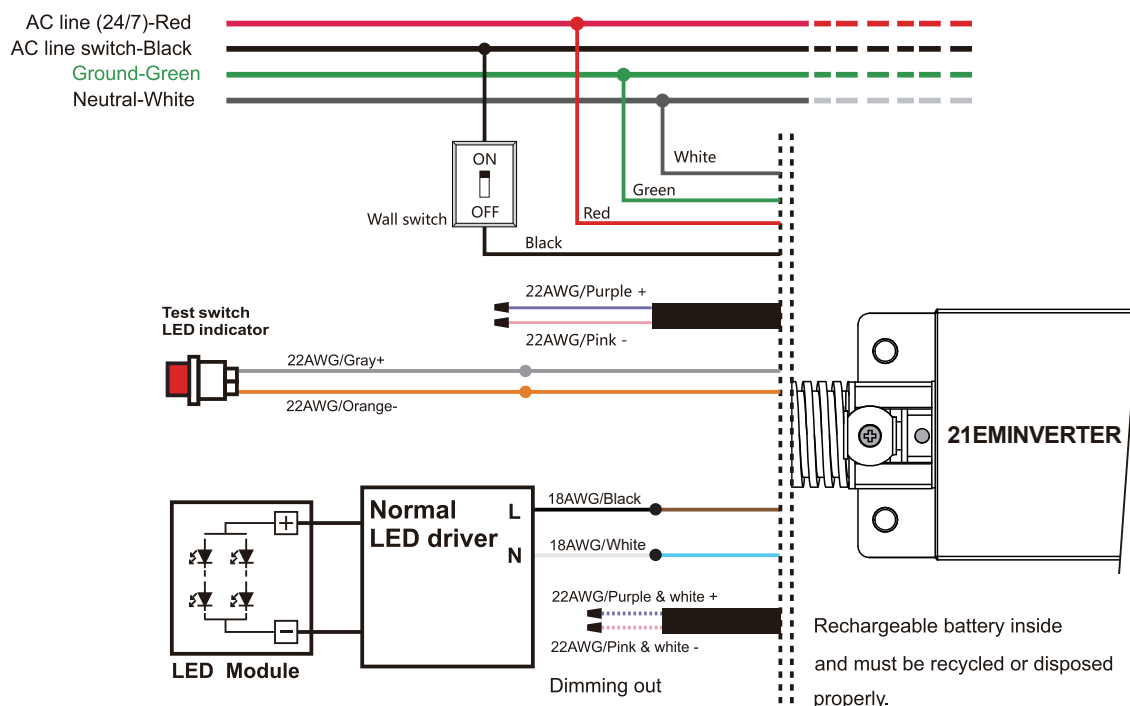 AC line (24/7)-Red
AC line switch-Black
Ground-Green
Neutral-White
White
Green
Red
Black
ON
OFF
Wall switch
22AWG/Purple +
22AWG/Pink -
Test switch
LED indicator
22AWG/Gray+
22AWG/Orange-
21EMINVERTER
Normal
LED driver
L
N
18AWG/Black
18AWG/White
+
−
LED Module
22AWG/Purple & white +
22AWG/Pink & white -
Dimming out
Rechargeable battery inside
and must be recycled or disposed
properly.